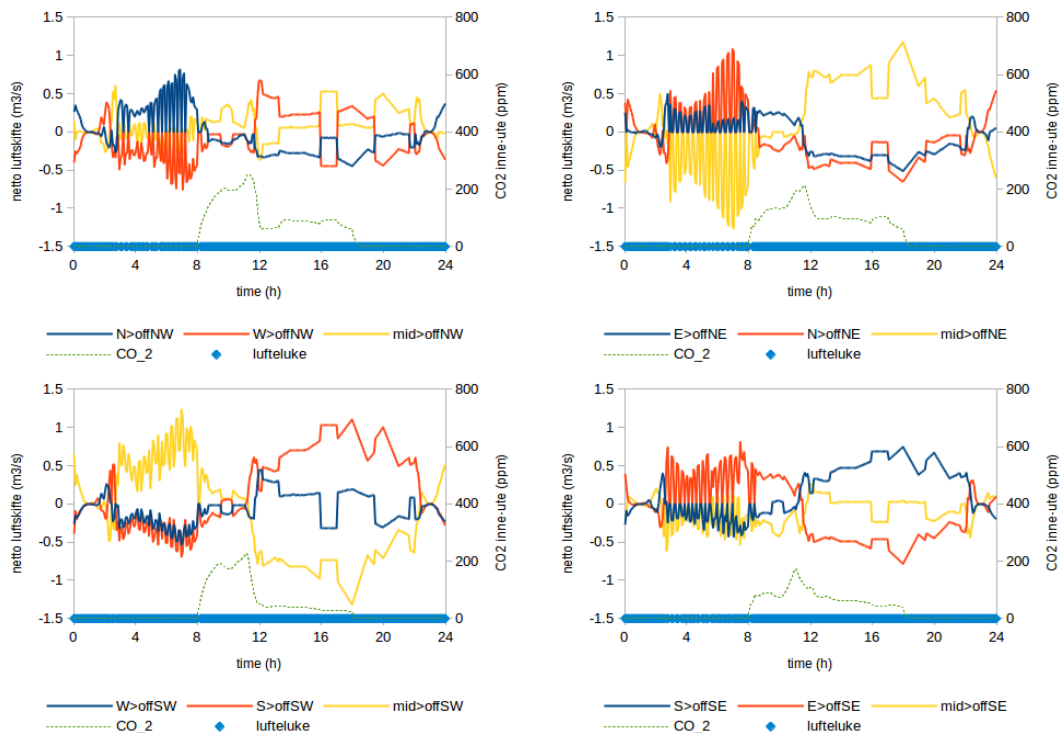 1.5 800
1 600
0.5
0 400
-0.5 200
-1
-1.5 0
0 4 8 12 16 20 24
netto luftskifte (m3/s)
CO2 inne-ute (ppm)
time (h)
N>offNW W>offNW mid>offNW
CO_2 lufteluke
1.5 800
1 600
0.5
0 400
-0.5 200
-1
-1.5 0
0 4 8 12 16 20 24
netto luftskifte (m3/s)
CO2 inne-ute (ppm)
time (h)
E>offNE N>offNE mid>offNE
CO_2 lufteluke
1.5 800
1 600
0.5
0 400
-0.5 200
-1
-1.5 0
0 4 8 12 16 20 24
netto luftskifte (m3/s)
CO2 inne-ute (ppm)
time (h)
W>offSW S>offSW mid>offSW
CO_2 lufteluke
1.5 800
1 600
0.5
0 400
-0.5 200
-1
-1.5 0
0 4 8 12 16 20 24
netto luftskifte (m3/s)
CO2 inne-ute (ppm)
time (h)
S>offSE E>offSE mid>offSE
CO_2 lufteluke